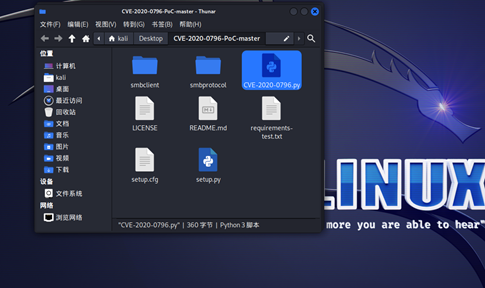 CVE-2020-0796-PoC-master - Thunar
文件(F) 编辑(E) 视图(V) 转到(G) 书签(B) 帮助(H)
kali Desktop CVE-2020-0796-PoC-master
位置
计算机
kali
桌面
最近访问
回收站
文档
音乐
图片
视频
下载
设备
文件系统
网络
浏览网络
smbclient smbprotocol CVE-2020-0796.py
LICENSE README.md requirements-
test.txt
setup.cfg setup.py
"CVE-2020-0796.py" | 360 字节 | Python 3 脚本
LINUX
more you are able to hear"